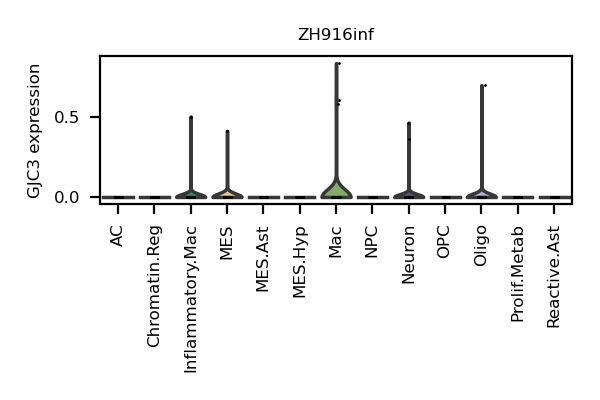 ZH916inf
GJC3 expression
0.5
0.0
AC
Chromatin.Reg
Inflammatory.Mac
MES
MES.Ast
MES.Hyp
Mac
NPC
Neuron
OPC
Oligo
Prolif.Metab
Reactive.Ast